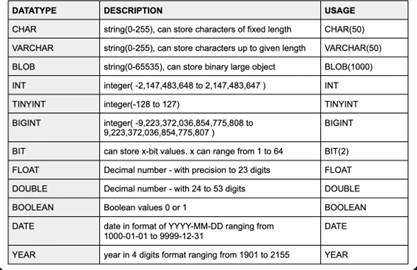 DATATYPE DESCRIPTION USAGE
CHAR string(0-255), can store characters of fixed length CHAR(50)
VARCHAR string(0-255), can store characters up to given length VARCHAR(50)
BLOB string(0-65535), can store binary large object BLOB(1000)
INT integer( -2,147,483,648 to 2,147,483,647 ) INT
TINYINT integer(-128 to 127) TINYINT
BIGINT integer( -9,223,372,036,854,775,808 to BIGINT
9,223,372,036,854,775,807 )
BIT can store x-bit values. x can range from 1 to 64 BIT(2)
FLOAT Decimal number - with precision to 23 digits FLOAT
DOUBLE Decimal number - with 24 to 53 digits DOUBLE
BOOLEAN Boolean values 0 or 1 BOOLEAN
DATE date in format of YYYY-MM-DD ranging from DATE
1000-01-01 to 9999-12-31
YEAR year in 4 digits format ranging from 1901 to 2155 YEAR